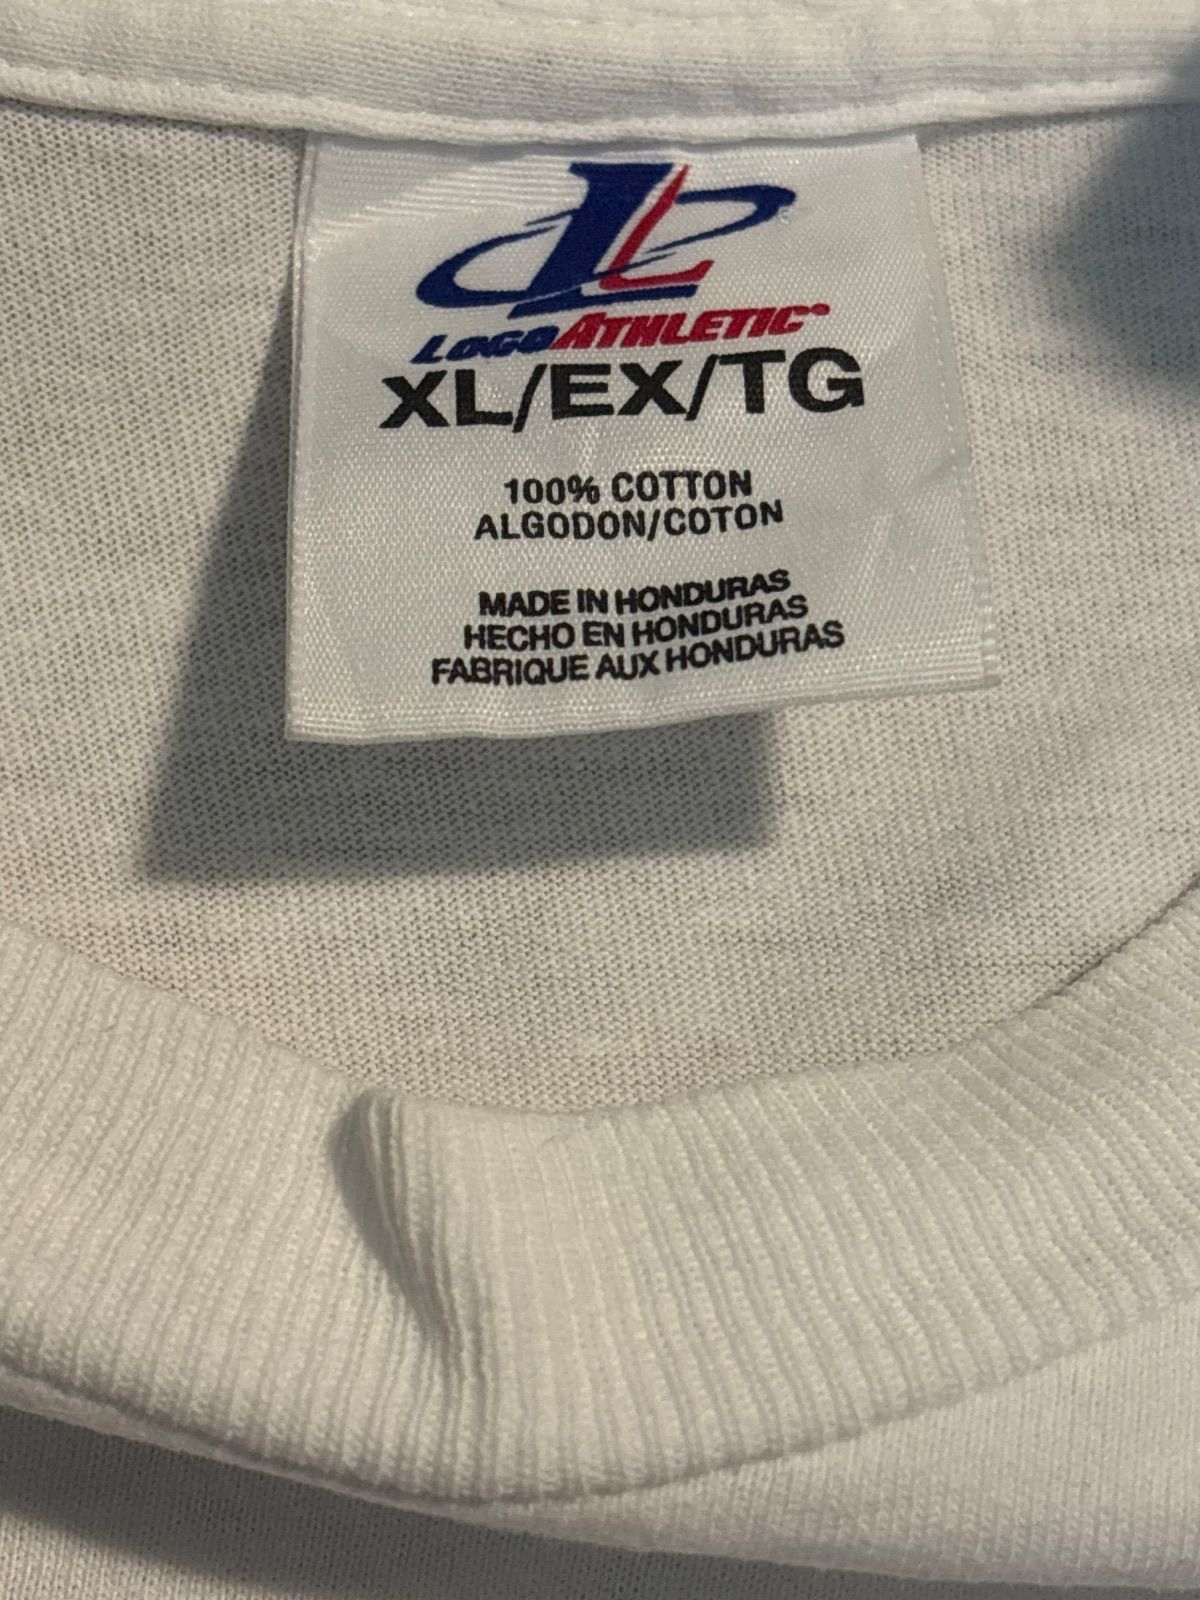 LOGOATHLETIC
XL/EX/TG
100% COTTON
ALGODON/COTON
MADE IN HONDURAS
HECHO EN HONDURAS
FABRIQUE AUX HONDURAS